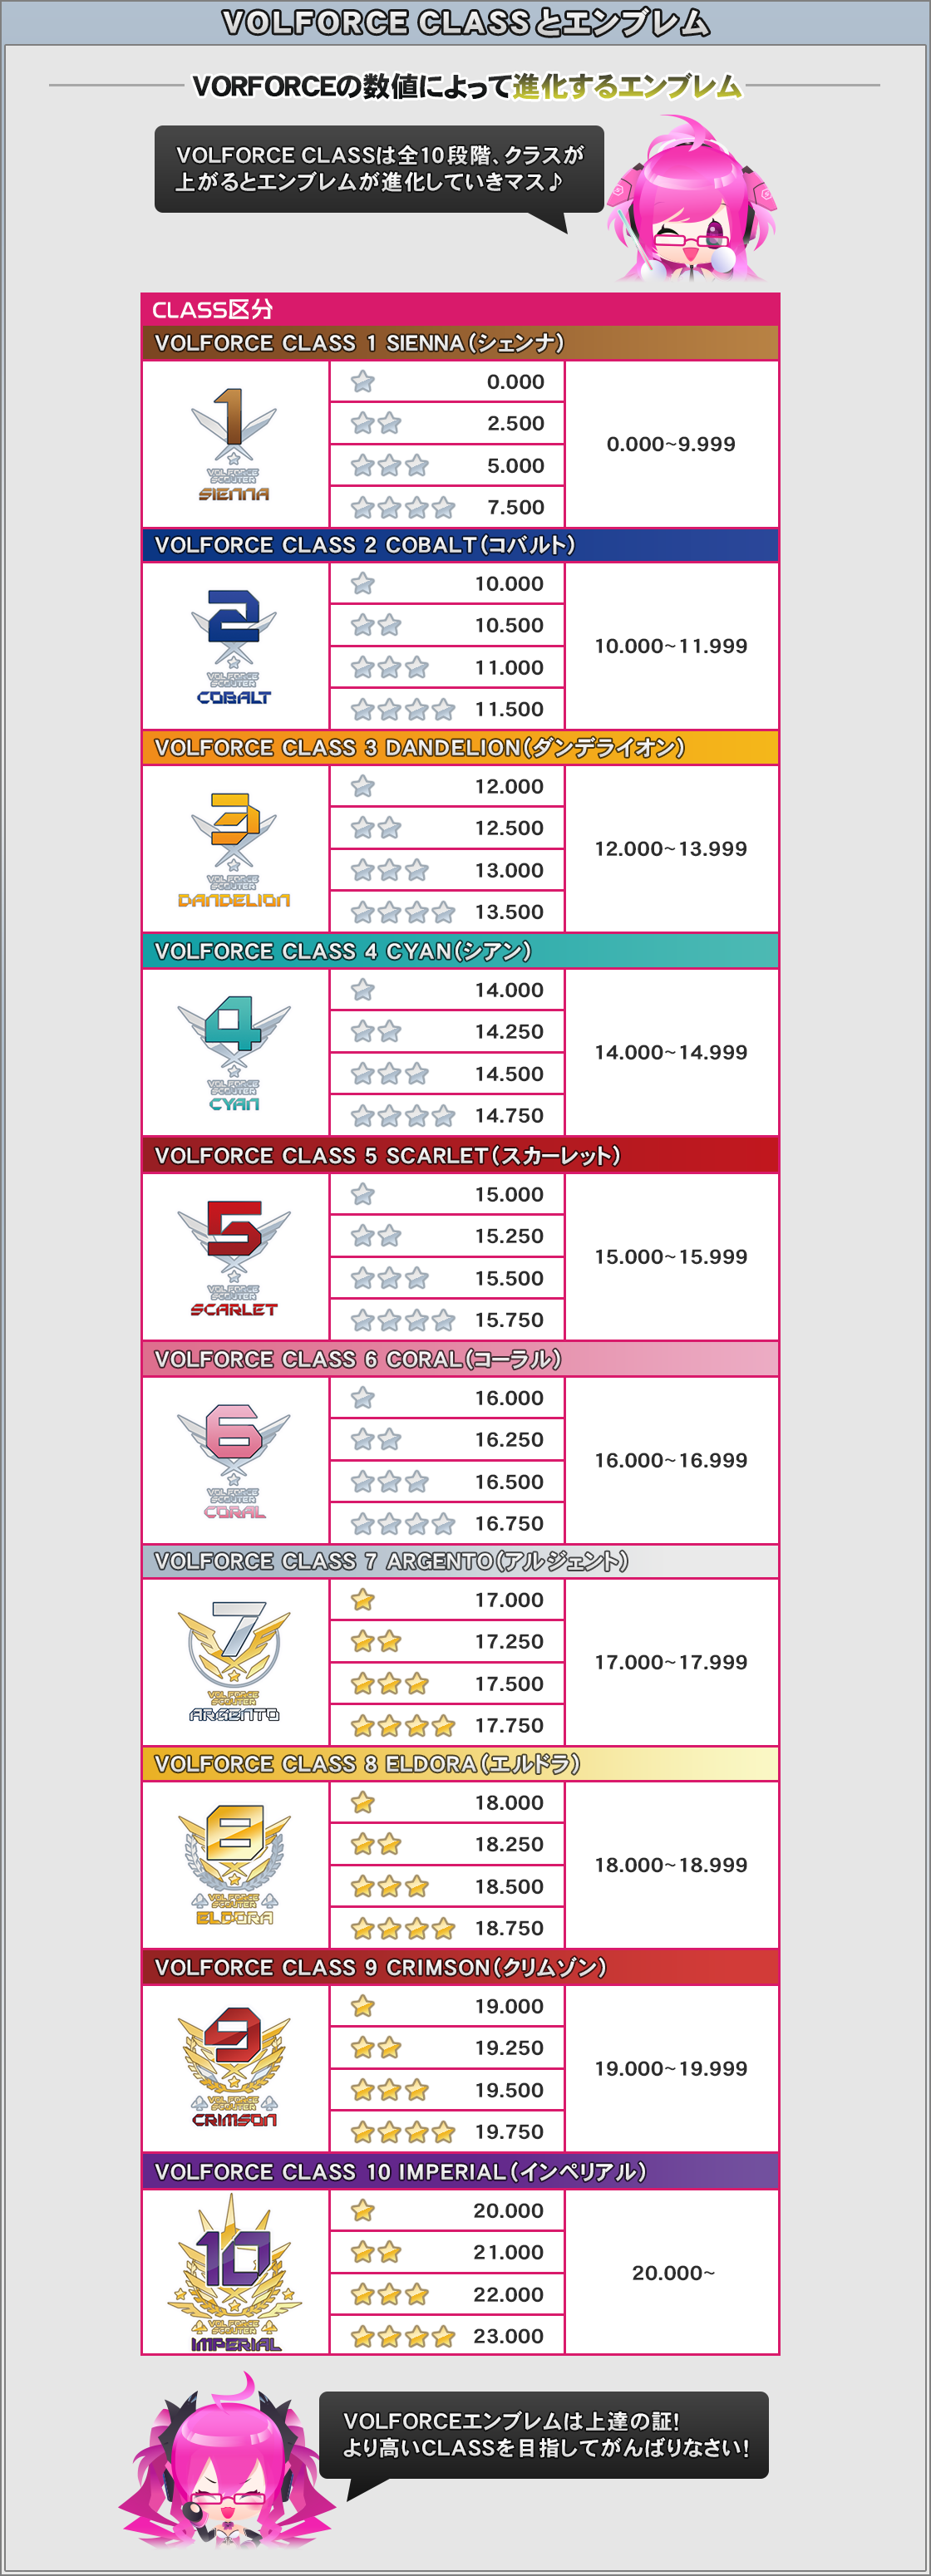 VOLFORCE CLASSとエンブレム
VORFORCEの数値によって進化するエンブレム
VOLFORCE CLASSは全10段階、クラスが
上がるとエンブレムが進化していきマス♪
CLASS区分
VOLFORCE CLASS 1 SIENNA(シェンナ)
1
VOLFORCE
SCOUTER
SIENNA
0.000
2.500
5.000
7.500
0.000~9.999
VOLFORCE CLASS 2 COBALT(コバルト)
2
VOLFORCE
SCOUTER
COBALT
10.000
10.500
11.000
11.500
10.000~11.999
VOLFORCE CLASS 3 DANDELION(ダンデライオン)
3
VOLFORCE
SCOUTER
DANDELION
12.000
12.500
13.000
13.500
12.000~13.999
VOLFORCE CLASS 4 CYAN(シアン)
4
VOLFORCE
SCOUTER
CYAN
14.000
14.250
14.500
14.750
14.000~14.999
VOLFORCE CLASS 5 SCARLET(スカーレット)
5
VOLFORCE
SCOUTER
SCARLET
15.000
15.250
15.500
15.750
15.000~15.999
VOLFORCE CLASS 6 CORAL(コーラル)
6
VOLFORCE
SCOUTER
CORAL
16.000
16.250
16.500
16.750
16.000~16.999
VOLFORCE CLASS 7 ARGENTO(アルジェント)
7
VOLFORCE
SCOUTER
ARGENTO
17.000
17.250
17.500
17.750
17.000~17.999
VOLFORCE CLASS 8 ELDORA(エルドラ)
8
VOLFORCE
SCOUTER
ELDORA
18.000
18.250
18.500
18.750
18.000~18.999
VOLFORCE CLASS 9 CRIMSON(クリムゾン)
9
VOLFORCE
SCOUTER
CRIMSON
19.000
19.250
19.500
19.750
19.000~19.999
VOLFORCE CLASS 10 IMPERIAL(インペリアル)
10
VOLFORCE
SCOUTER
IMPERIAL
20.000
21.000
22.000
23.000
20.000~
VOLFORCEエンブレムは上達の証!
より高いCLASSを目指してがんばりなさい!